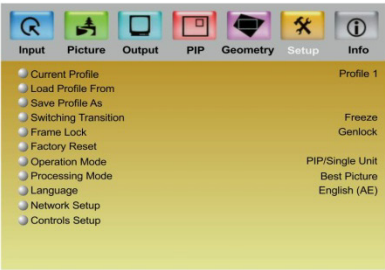 Input Picture Output PIP Geometry Setup Info
Current Profile Profile 1
Load Profile From
Save Profile As
Switching Transition Freeze
Frame Lock Genlock
Factory Reset
Operation Mode PIP/Single Unit
Processing Mode Best Picture
Language English (AE)
Network Setup
Controls Setup